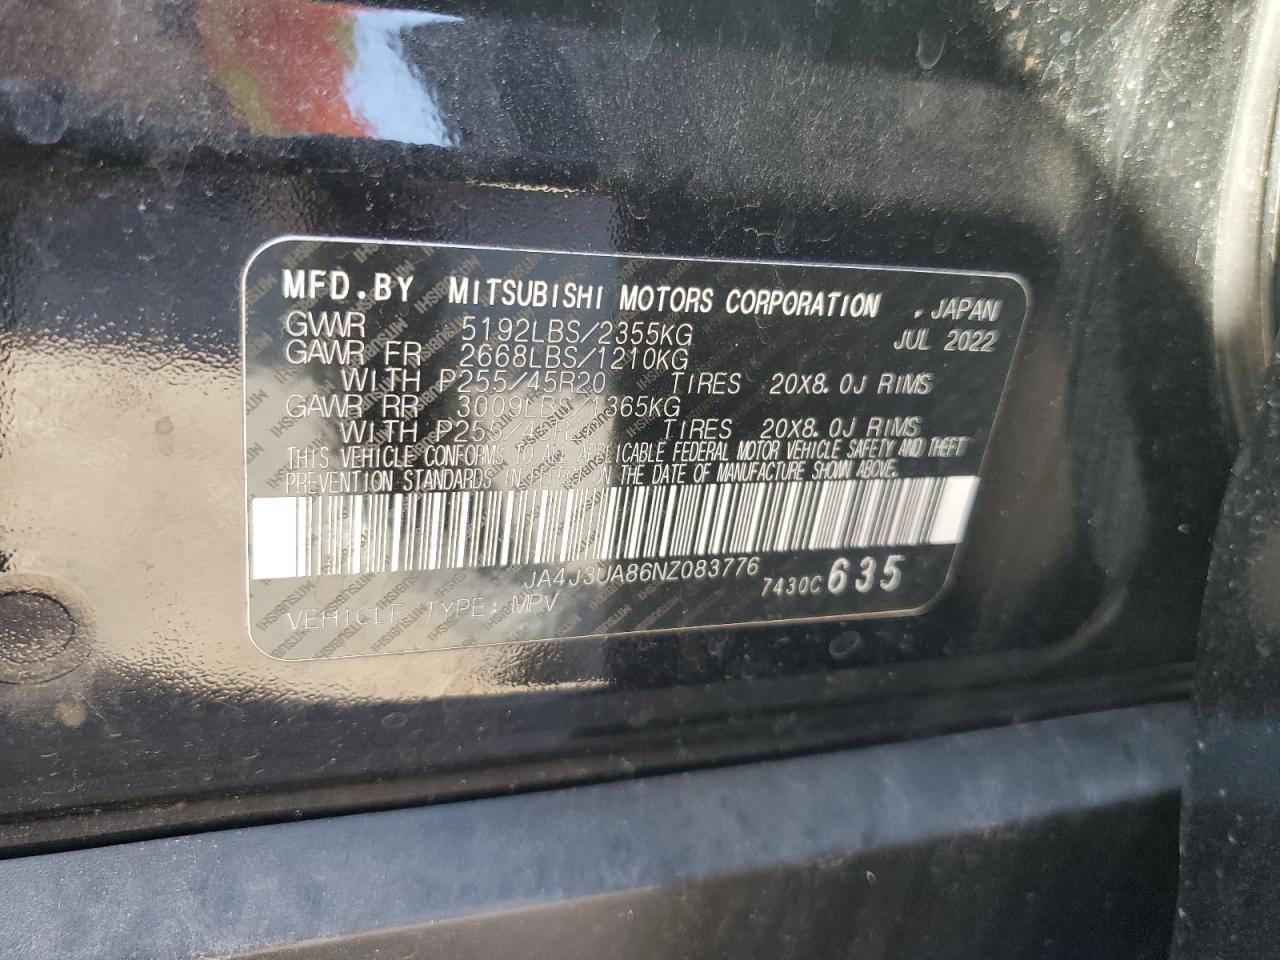 MFD.BY MITSUBISHI MOTORS CORPORATION , JAPAN
GVWR 5192LBS/2355KG JUL 2022
GAWR FR 2668LBS/1210KG
WITH P255/45R20 TIRES 20X8.0J RIMS
GAWR RR 3009LBS/1365KG
WITH P255/45R20 TIRES 20X8.0J RIMS
THIS VEHICLE CONFORMS TO ALL APPLICABLE FEDERAL MOTOR VEHICLE SAFETY AND THEFT
PREVENTION STANDARDS IN EFFECT ON THE DATE OF MANUFACTURE SHOWN ABOVE.
JA4J3UA86NZ083776 7430C 635
VEHICLE TYPE: MPV